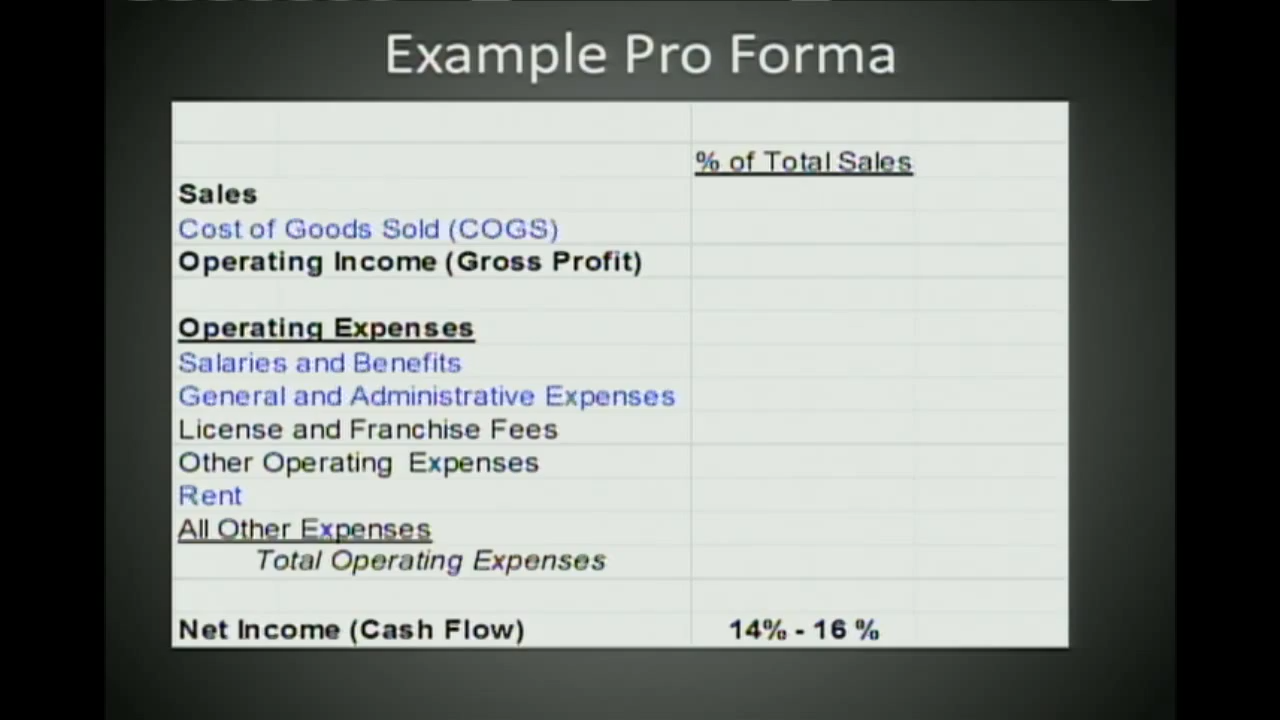 Example Pro Forma
% of Total Sales
Sales
Cost of Goods Sold (COGS)
Operating Income (Gross Profit)
Operating Expenses
Salaries and Benefits
General and Administrative Expenses
License and Franchise Fees
Other Operating Expenses
Rent
All Other Expenses
Total Operating Expenses
Net Income (Cash Flow) 14% - 16 %